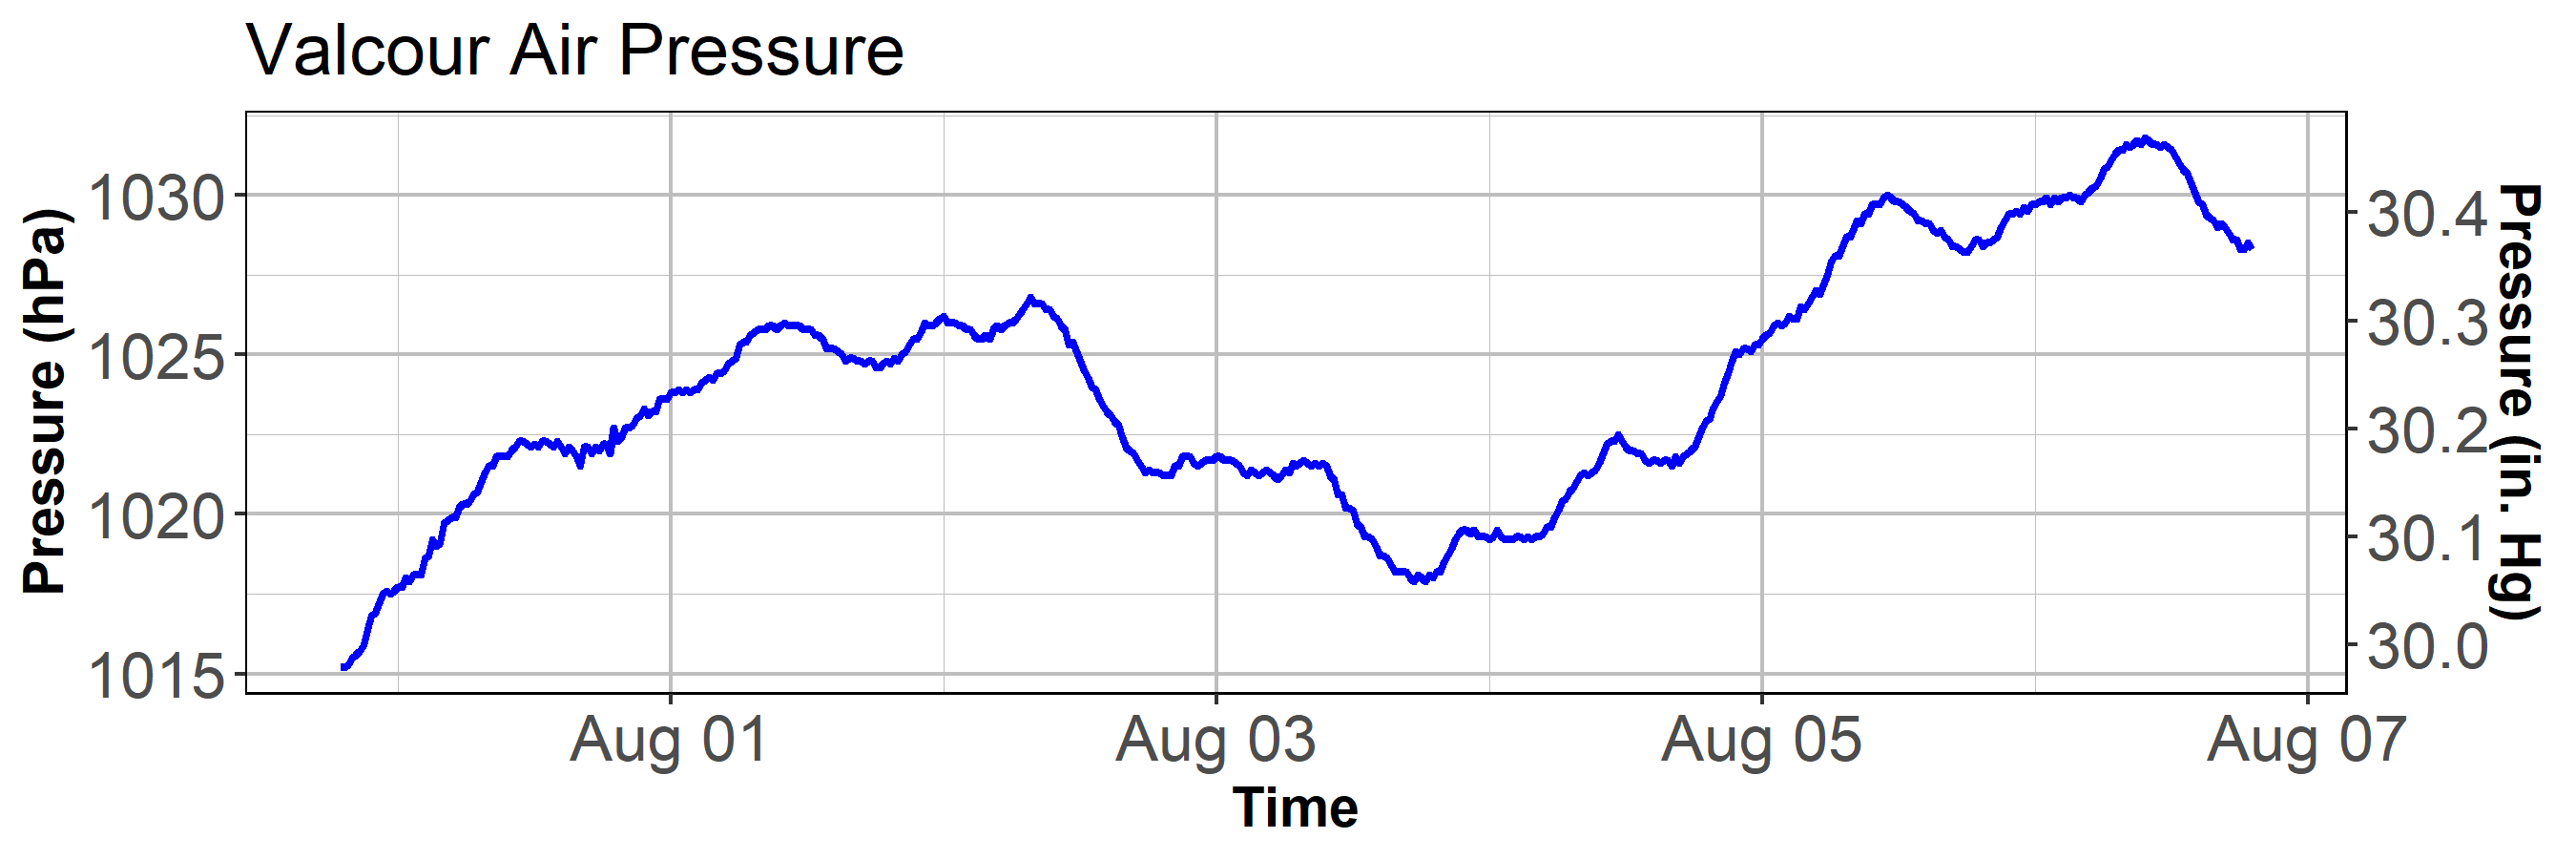 Valcour Air Pressure
Pressure (hPa)
1030
1025
1020
1015
30.4
30.3
30.2
30.1
30.0
Pressure (in. Hg)
Aug 01 Aug 03 Aug 05 Aug 07
Time